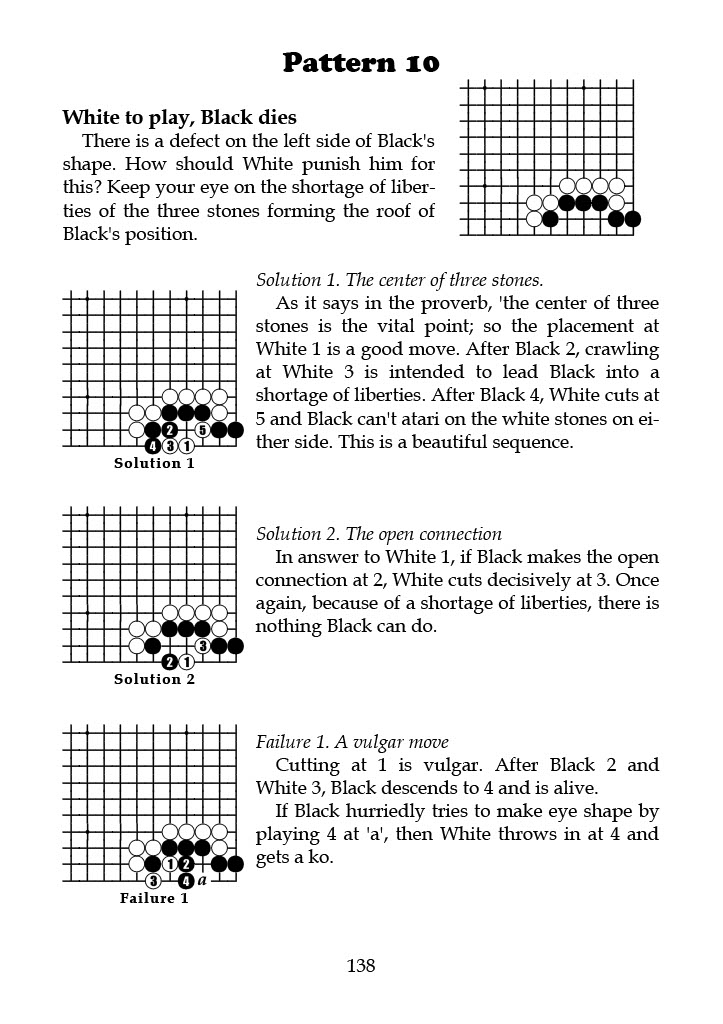 Pattern 10
White to play, Black dies
There is a defect on the left side of Black's
shape. How should White punish him for
this? Keep your eye on the shortage of liber-
ties of the three stones forming the roof of
Black's position.
Solution 1. The center of three stones.
As it says in the proverb, 'the center of three
stones is the vital point; so the placement at
White 1 is a good move. After Black 2, crawling
at White 3 is intended to lead Black into a
shortage of liberties. After Black 4, White cuts at
5 and Black can't atari on the white stones on ei-
ther side. This is a beautiful sequence.
2 5
4 3 1
Solution 1
Solution 2. The open connection
In answer to White 1, if Black makes the open
connection at 2, White cuts decisively at 3. Once
again, because of a shortage of liberties, there is
nothing Black can do.
3
2 1
Solution 2
Failure 1. A vulgar move
Cutting at 1 is vulgar. After Black 2 and
White 3, Black descends to 4 and is alive.
If Black hurriedly tries to make eye shape by
playing 4 at 'a', then White throws in at 4 and
gets a ko.
1 2
3 4 a
Failure 1
138